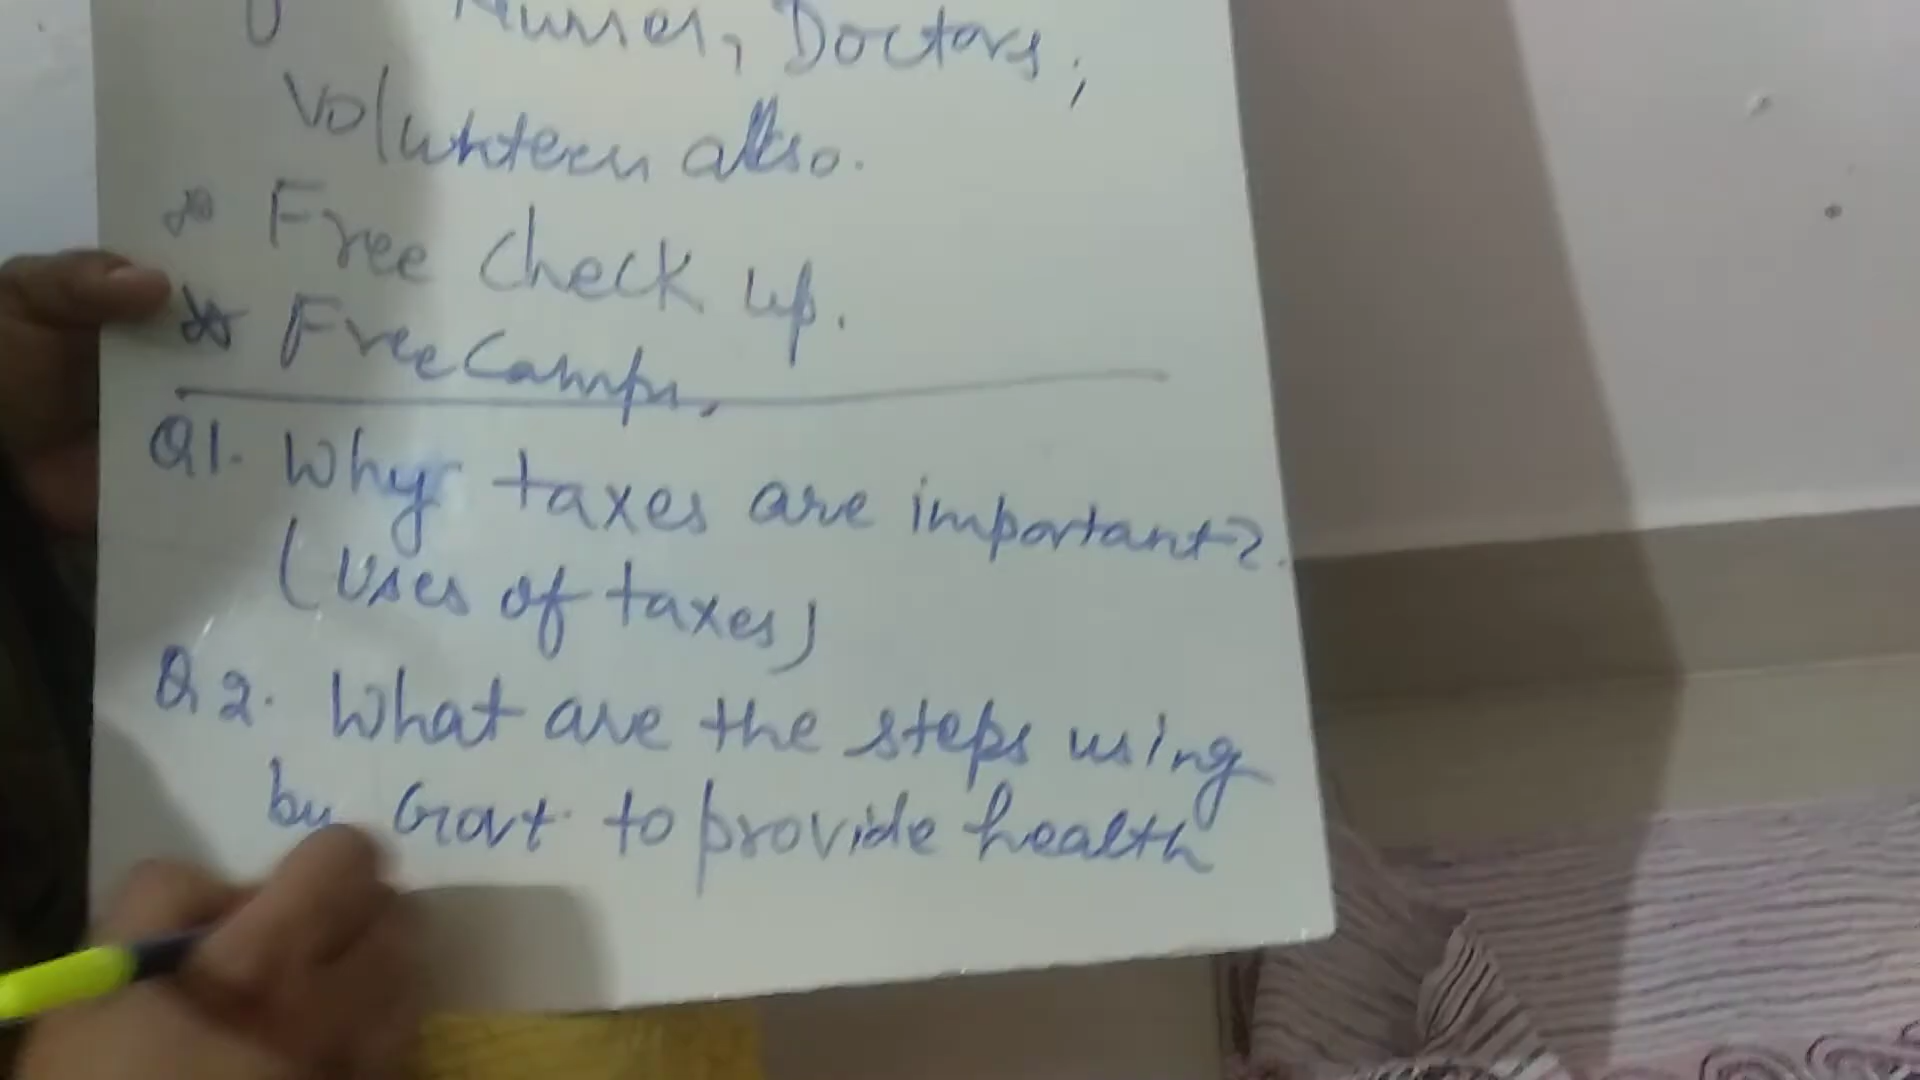 Nurses, Doctors,
Volunteers also.
Free check up.
Free Camps.
Q1. Why taxes are important?
(Uses of taxes)
Q2. What are the steps using
by Govt. to provide health